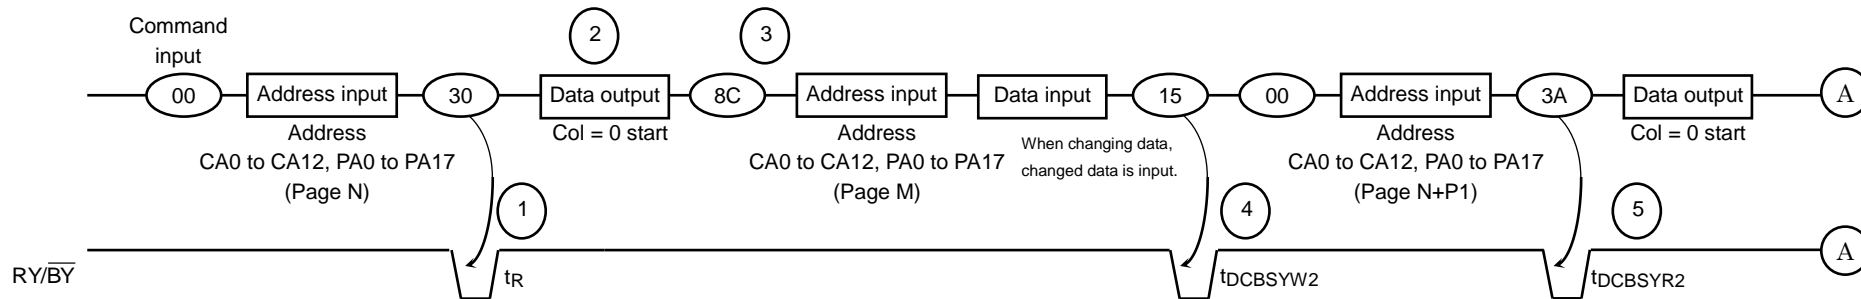 Command
input
2
3
00
Address input
30
Data output
8C
Address input
Data input
15
00
Address input
3A
Data output
A
Address
CA0 to CA12, PA0 to PA17
(Page N)
Col = 0 start
Address
CA0 to CA12, PA0 to PA17
(Page M)
When changing data,
changed data is input.
Address
CA0 to CA12, PA0 to PA17
(Page N+P1)
Col = 0 start
1
4
5
RY/BY
tR
tDCBSYW2
tDCBSYR2
A